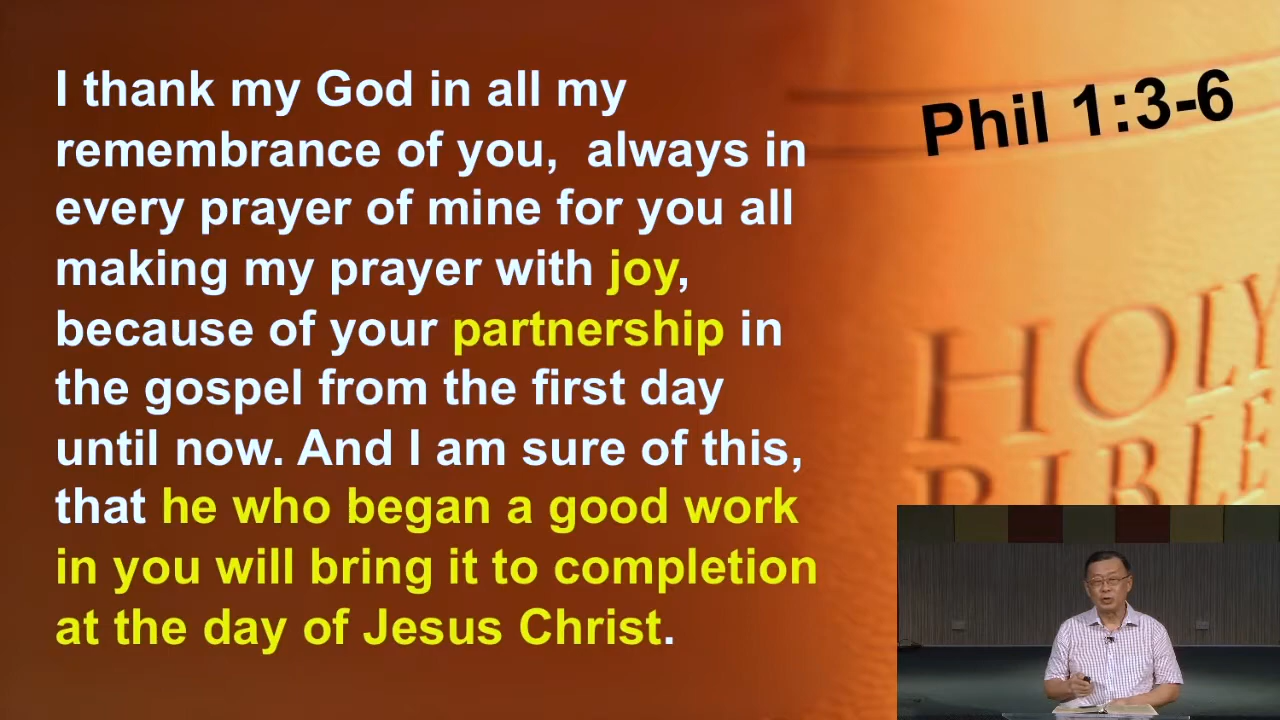 I thank my God in all my
remembrance of you,  always in
every prayer of mine for you all
making my prayer with joy,
because of your partnership in
the gospel from the first day
until now. And I am sure of this,
that he who began a good work
in you will bring it to completion
at the day of Jesus Christ.
Phil 1:3-6
HOLY
BIBLE